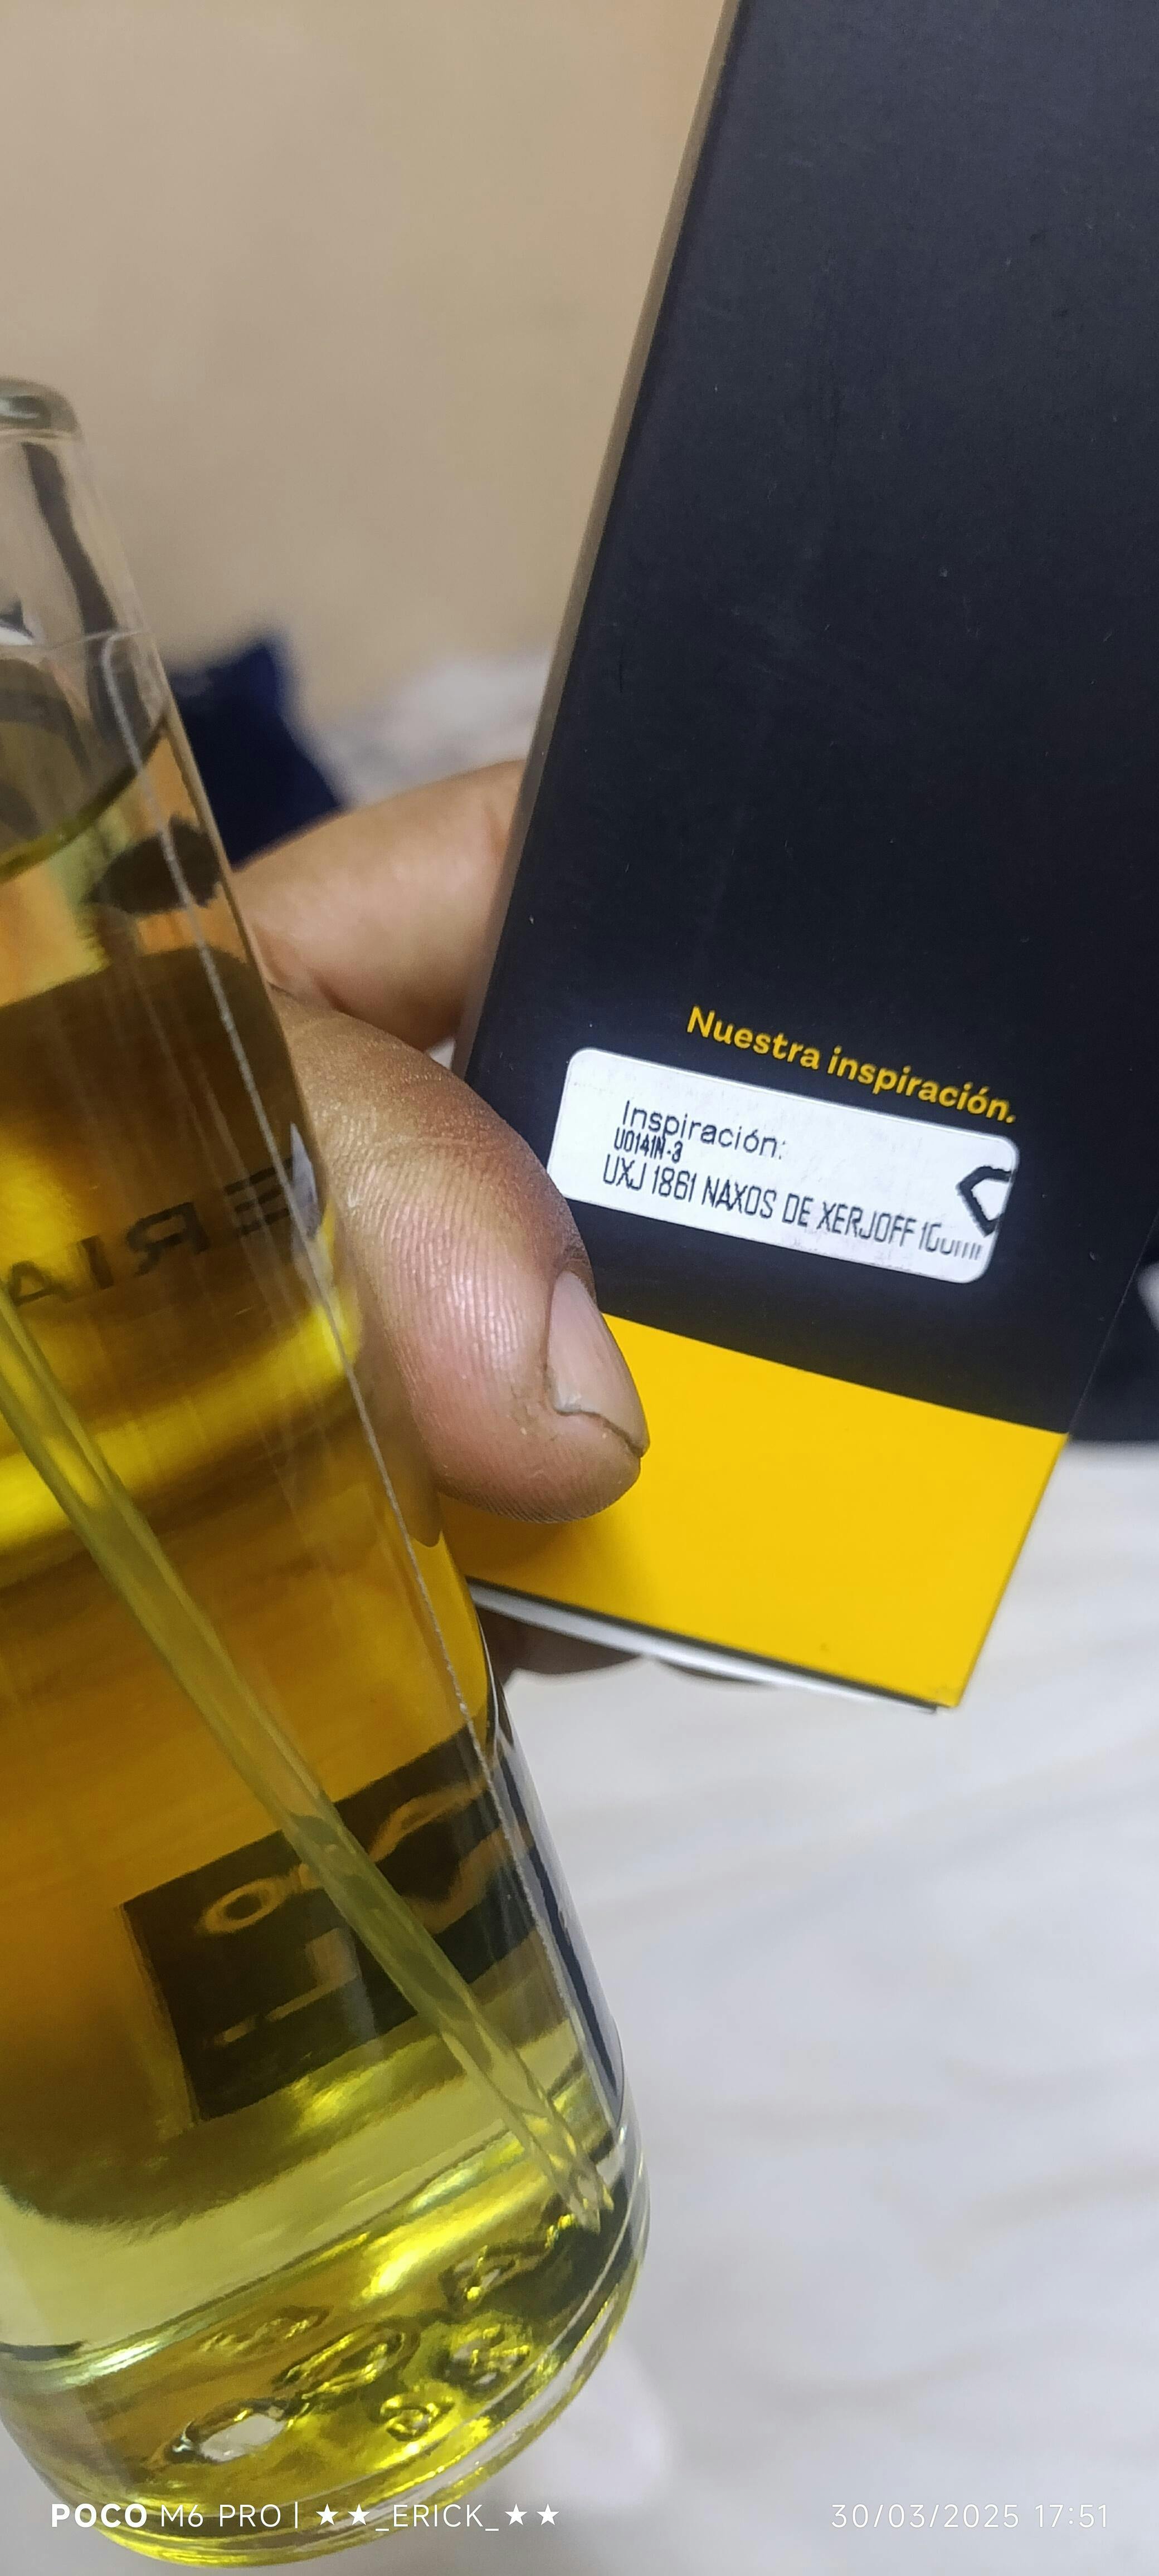 Nuestra inspiración.
Inspiración:
U0141N-3
UXJ 1861 NAXOS DE XERJOFF
POCO M6 PRO | ★★_ERICK_★★
30/03/2025 17:51